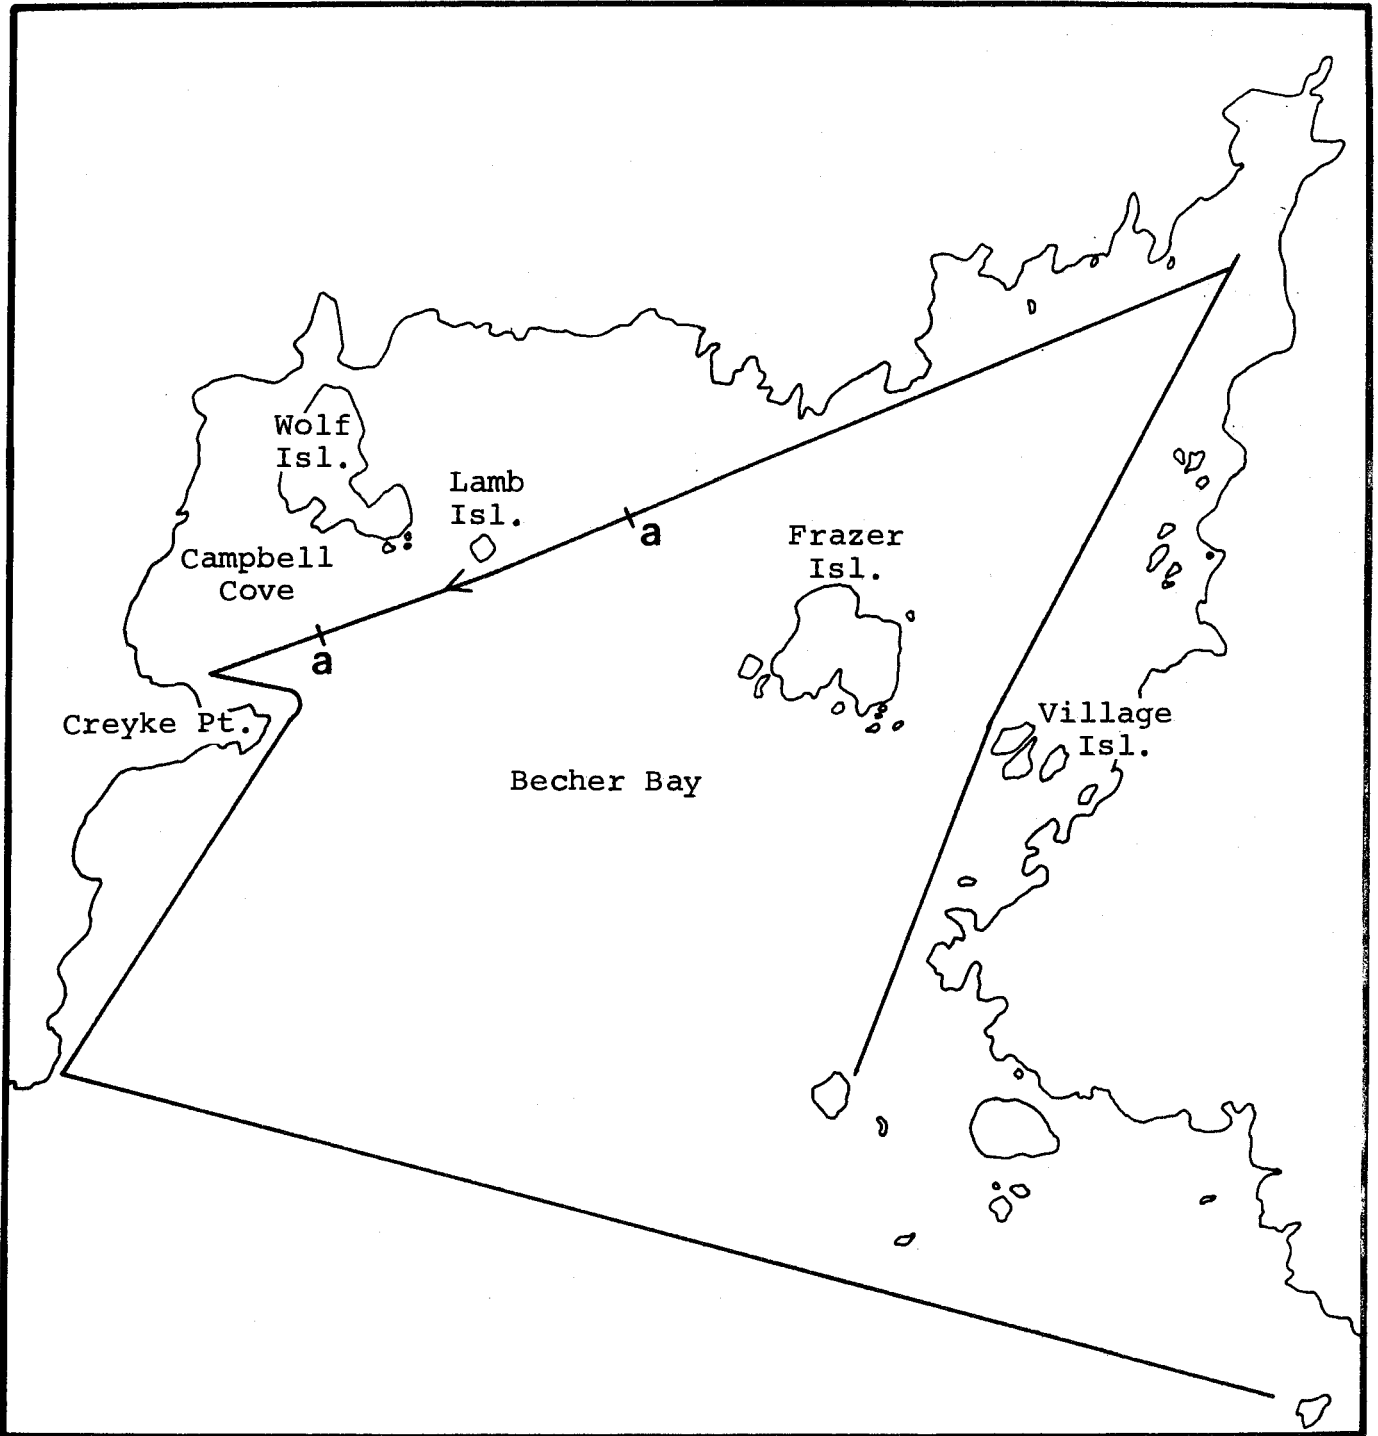 Wolf
Isl.
Lamb
Isl.
a
Frazer
Isl.
Campbell
Cove
a
Creyke Pt.
Village
Isl.
Becher Bay